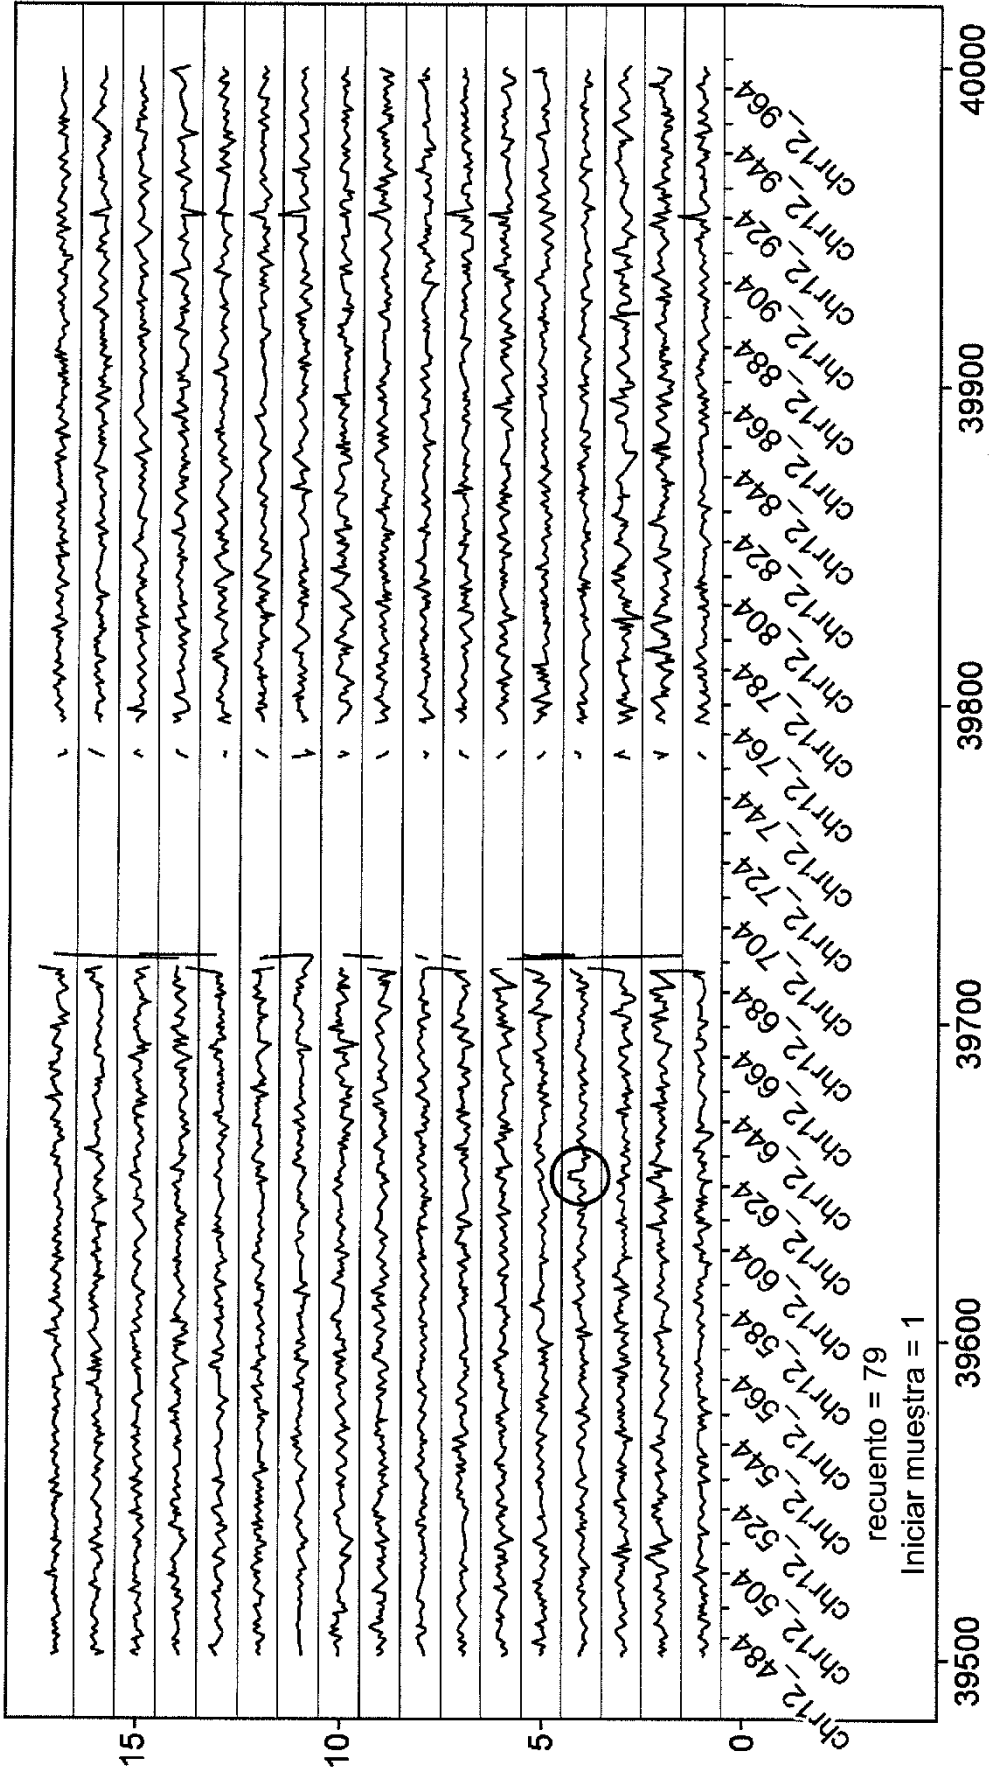 15
10
5
0
chr12_484
chr12_504
chr12_524
chr12_544
chr12_564
chr12_584
chr12_604
chr12_624
chr12_644
chr12_664
chr12_684
chr12_704
chr12_724
chr12_744
chr12_764
chr12_784
chr12_804
chr12_824
chr12_844
chr12_864
chr12_884
chr12_904
chr12_924
chr12_944
chr12_964
recuento = 79
Iniciar muestra = 1
39500 39600 39700 39800 39900 40000